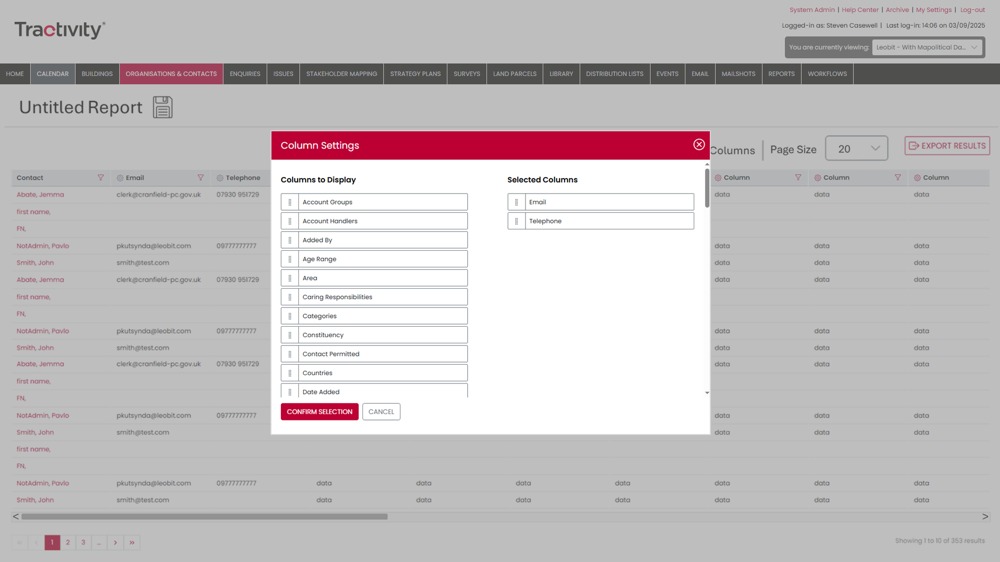 System Admin | Help Center | Archive | My Settings | Log-out
Tractivity®
Logged-in as: Steven Casewell | Last log-in: 14:06 on 03/09/2025
You are currently viewing: Leobit - With Mapolitical Da...
HOME CALENDAR BUILDINGS ORGANISATIONS & CONTACTS ENQUIRIES ISSUES STAKEHOLDER MAPPING STRATEGY PLANS SURVEYS LAND PARCELS LIBRARY DISTRIBUTION LISTS EVENTS EMAIL MAILSHOTS REPORTS WORKFLOWS
Untitled Report
Columns | Page Size 20 EXPORT RESULTS
Column Settings
Columns to Display
Account Groups
Account Handlers
Added By
Age Range
Area
Caring Responsibilities
Categories
Constituency
Contact Permitted
Countries
Date Added
Selected Columns
Email
Telephone
CONFIRM SELECTION CANCEL
Contact Email Telephone Column Column Column
Abate, Jemma clerk@cranfield-pc.gov.uk 07930 951729 data data data
first name,
FN,
NotAdmin, Pavlo pkutsynda@leobit.com 09777777777 data data data
Smith, John smith@test.com data data data
Abate, Jemma clerk@cranfield-pc.gov.uk 07930 951729 data data data
first name,
FN,
NotAdmin, Pavlo pkutsynda@leobit.com 09777777777 data data data
Smith, John smith@test.com data data data
Abate, Jemma clerk@cranfield-pc.gov.uk 07930 951729 data data data
first name,
FN,
NotAdmin, Pavlo pkutsynda@leobit.com 09777777777 data data data
Smith, John smith@test.com data data data
first name,
FN,
NotAdmin, Pavlo pkutsynda@leobit.com 09777777777 data data data data data data data
Smith, John smith@test.com data data data data data data data
« ‹ 1 2 3 ... › »
Showing 1 to 10 of 353 results